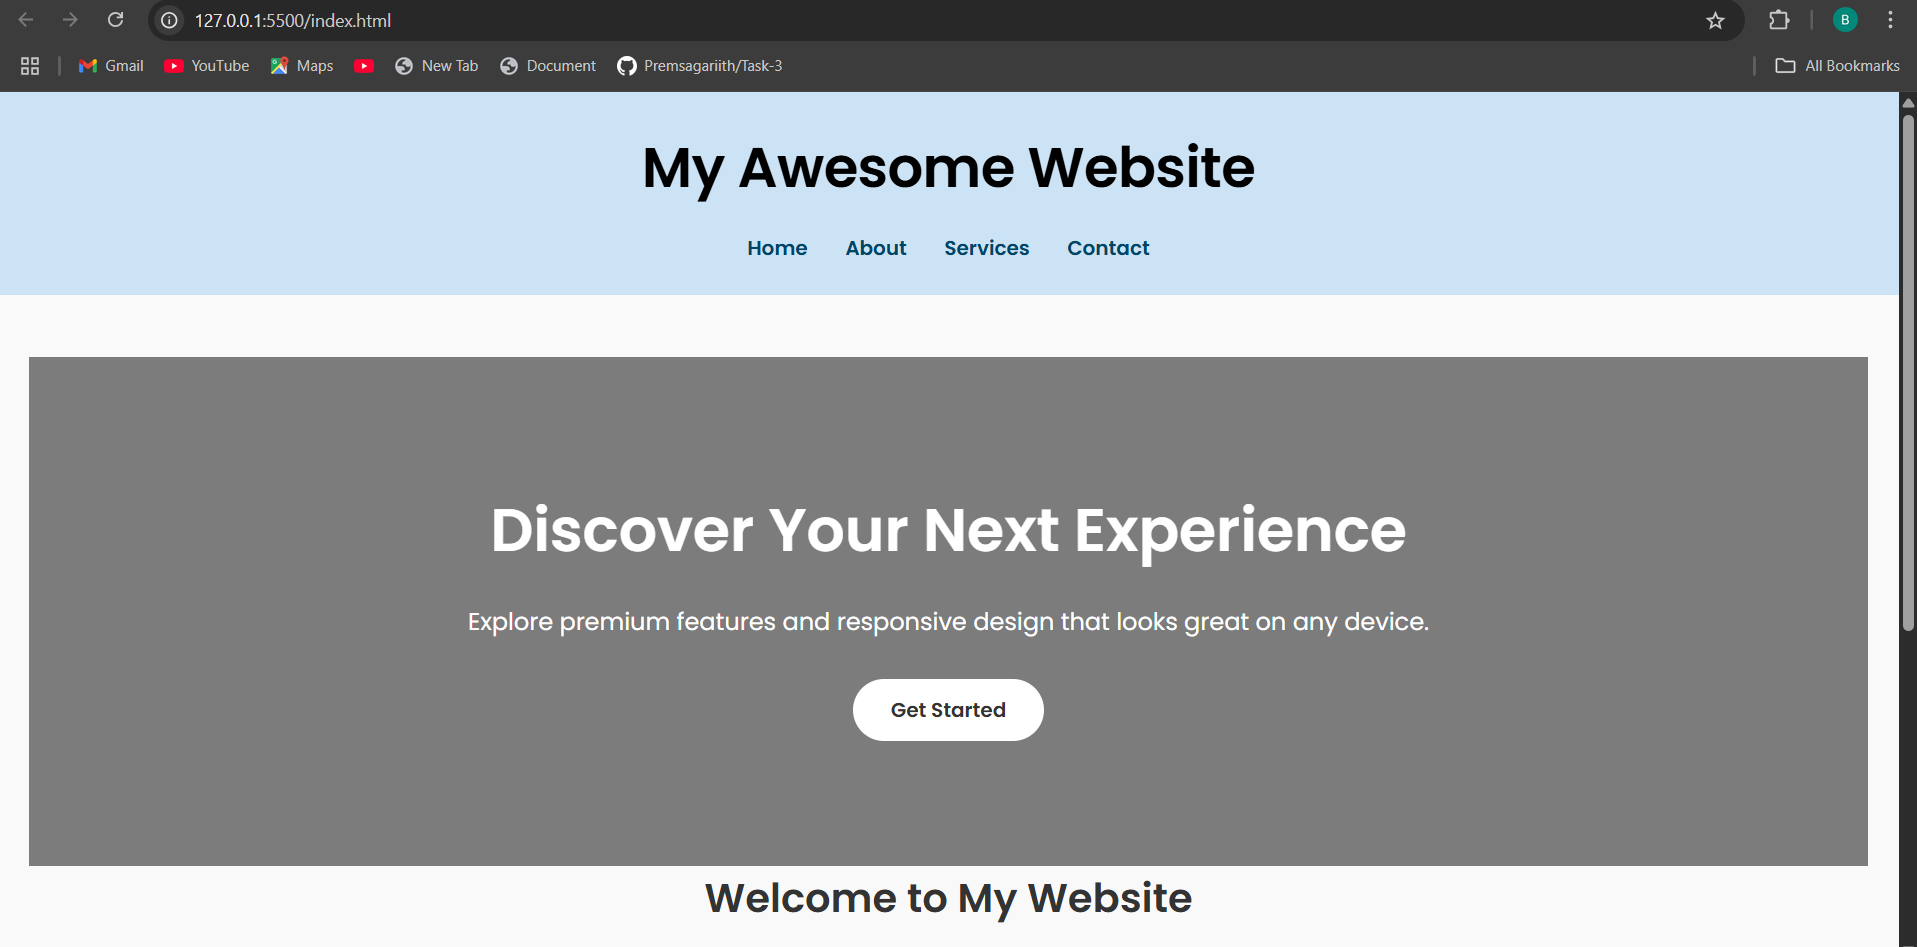 127.0.0.1:5500/index.html
B
Gmail YouTube Maps New Tab Document Premsagariith/Task-3 All Bookmarks
My Awesome Website
Home About Services Contact
Discover Your Next Experience
Explore premium features and responsive design that looks great on any device.
Get Started
Welcome to My Website